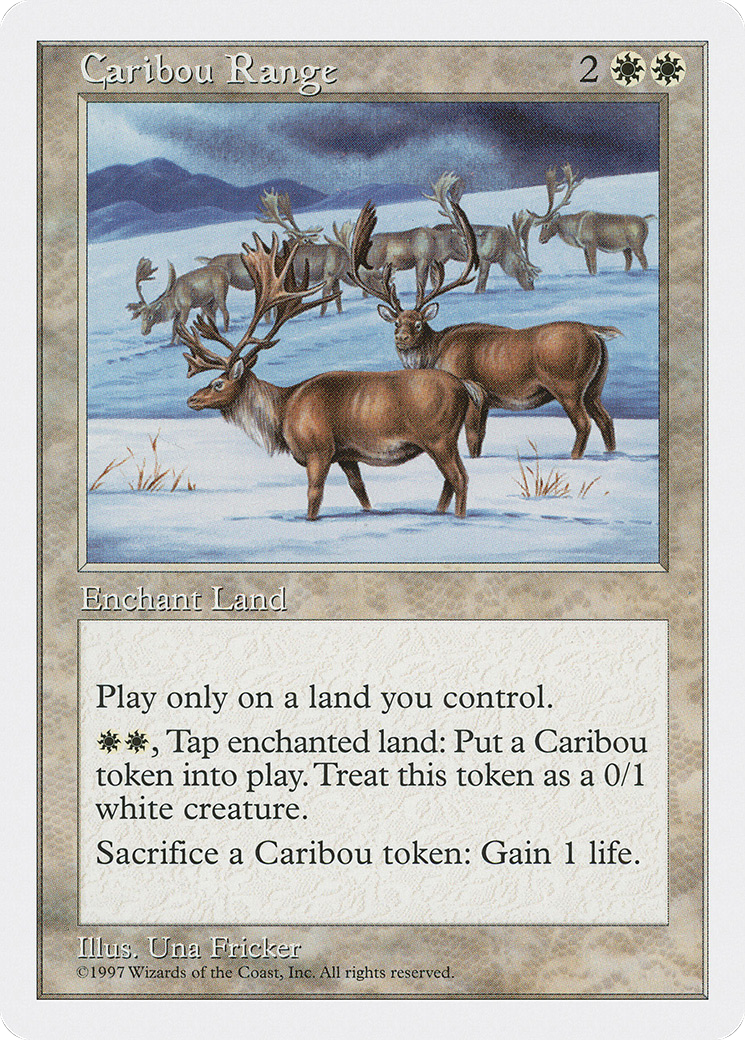 Caribou Range 2
Enchant Land
Play only on a land you control.
, Tap enchanted land: Put a Caribou
token into play. Treat this token as a 0/1
white creature.
Sacrifice a Caribou token: Gain 1 life.
Illus. Una Fricker
©1997 Wizards of the Coast, Inc. All rights reserved.